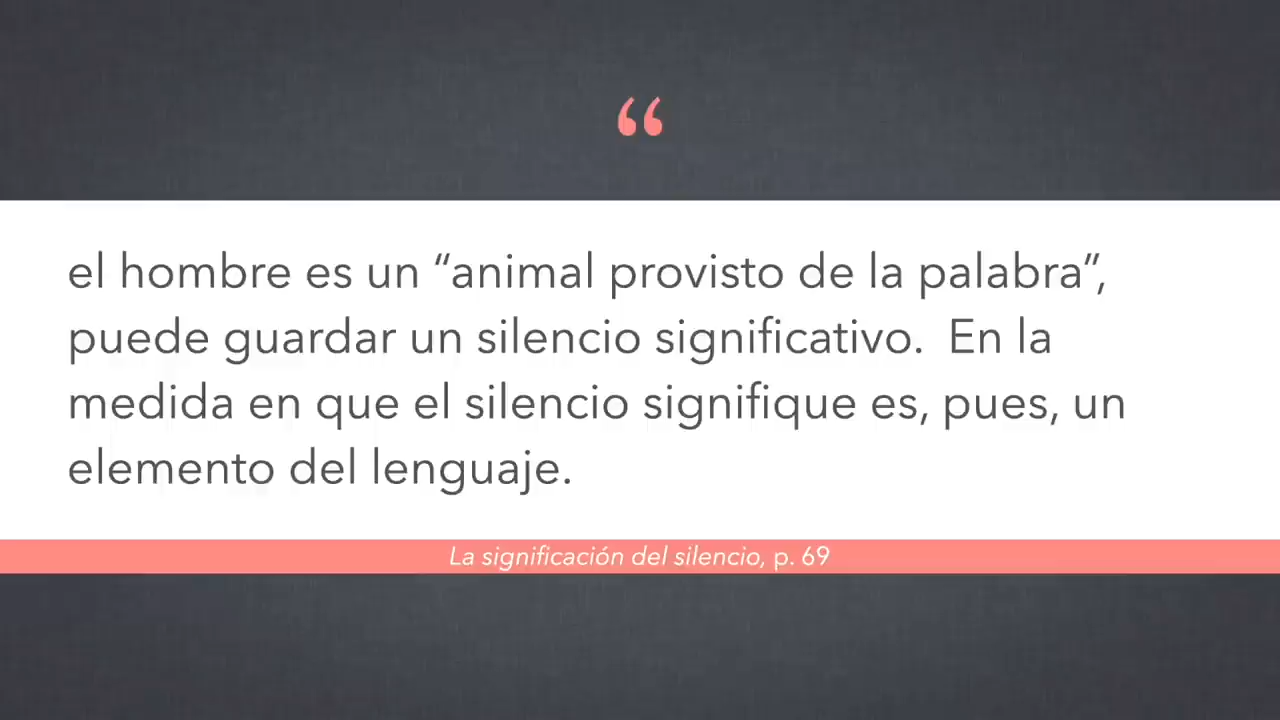 “
el hombre es un “animal provisto de la palabra”,
puede guardar un silencio significativo.  En la
medida en que el silencio signifique es, pues, un
elemento del lenguaje.
La significación del silencio, p. 69